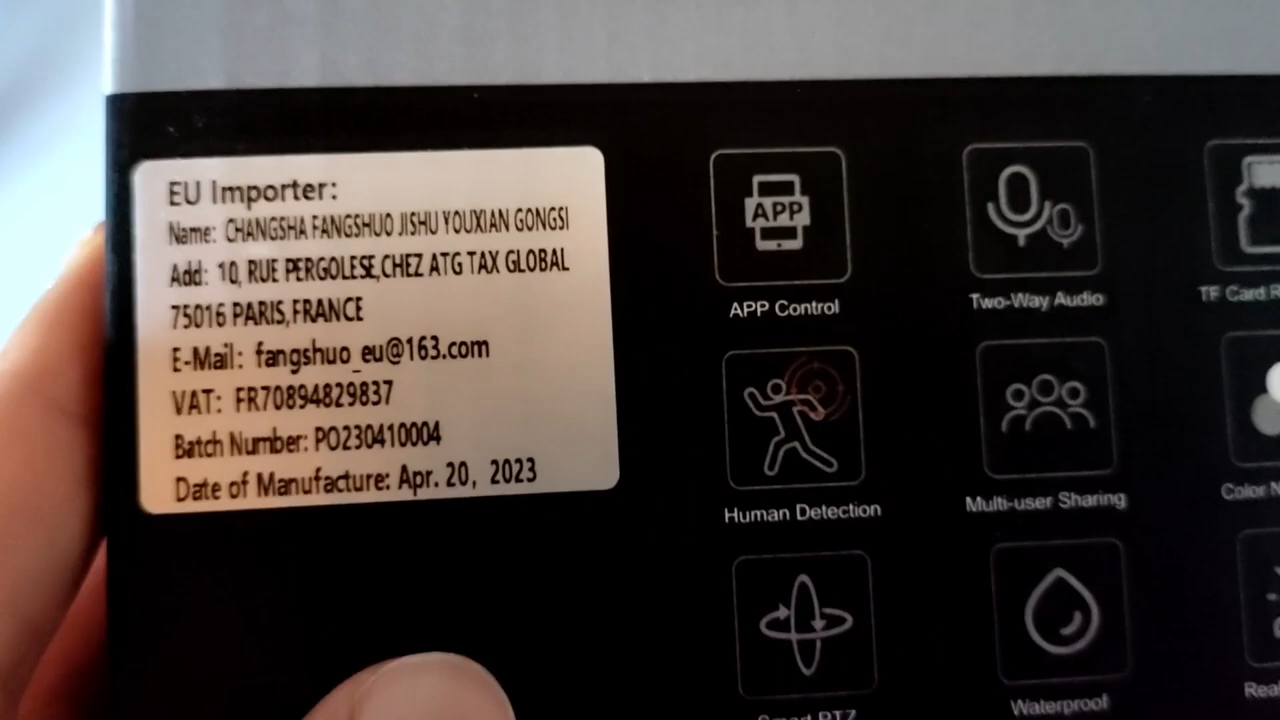 EU Importer:
Name: CHANGSHA FANGSHUO JISHU YOUXIAN GONGSI
Add: 10, RUE PERGOLESE,CHEZ ATG TAX GLOBAL
75016 PARIS,FRANCE
E-Mail: fangshuo_eu@163.com
VAT: FR70894829837
Batch Number: PO230410004
Date of Manufacture: Apr. 20, 2023
APP
APP Control
Two-Way Audio
TF Card
Human Detection
Multi-user Sharing
Color
Smart PTZ
Waterproof